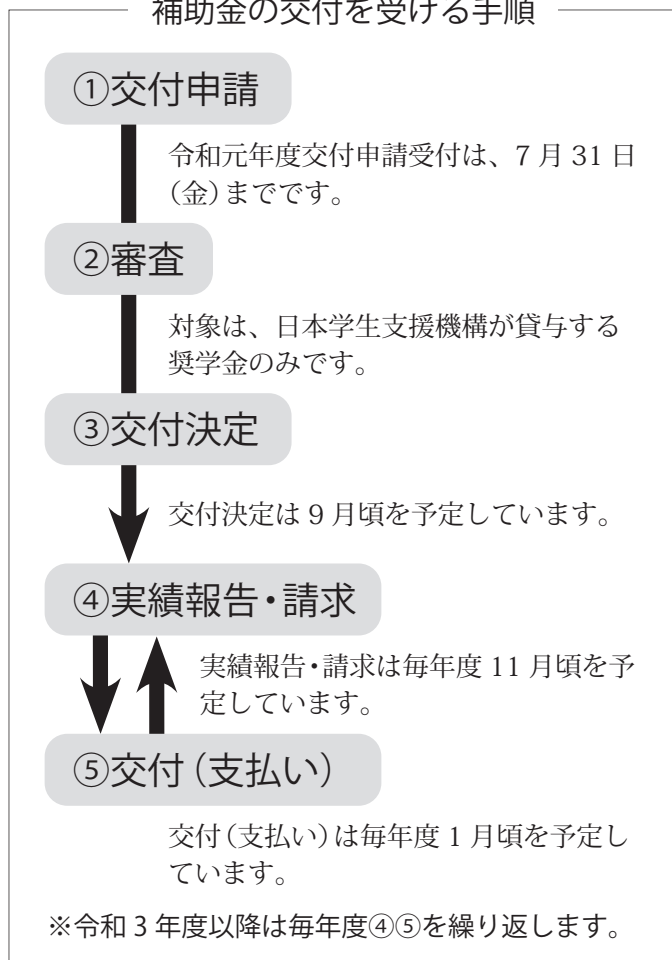 補助金の交付を受ける手順
①交付申請
令和元年度交付申請受付は、7月31日
(金)までです。
②審査
対象は、日本学生支援機構が貸与する
奨学金のみです。
③交付決定
交付決定は9月頃を予定しています。
④実績報告・請求
実績報告・請求は毎年度11月頃を予
定しています。
⑤交付(支払い)
交付(支払い)は毎年度1月頃を予定し
ています。
※令和3年度以降は毎年度④⑤を繰り返します。